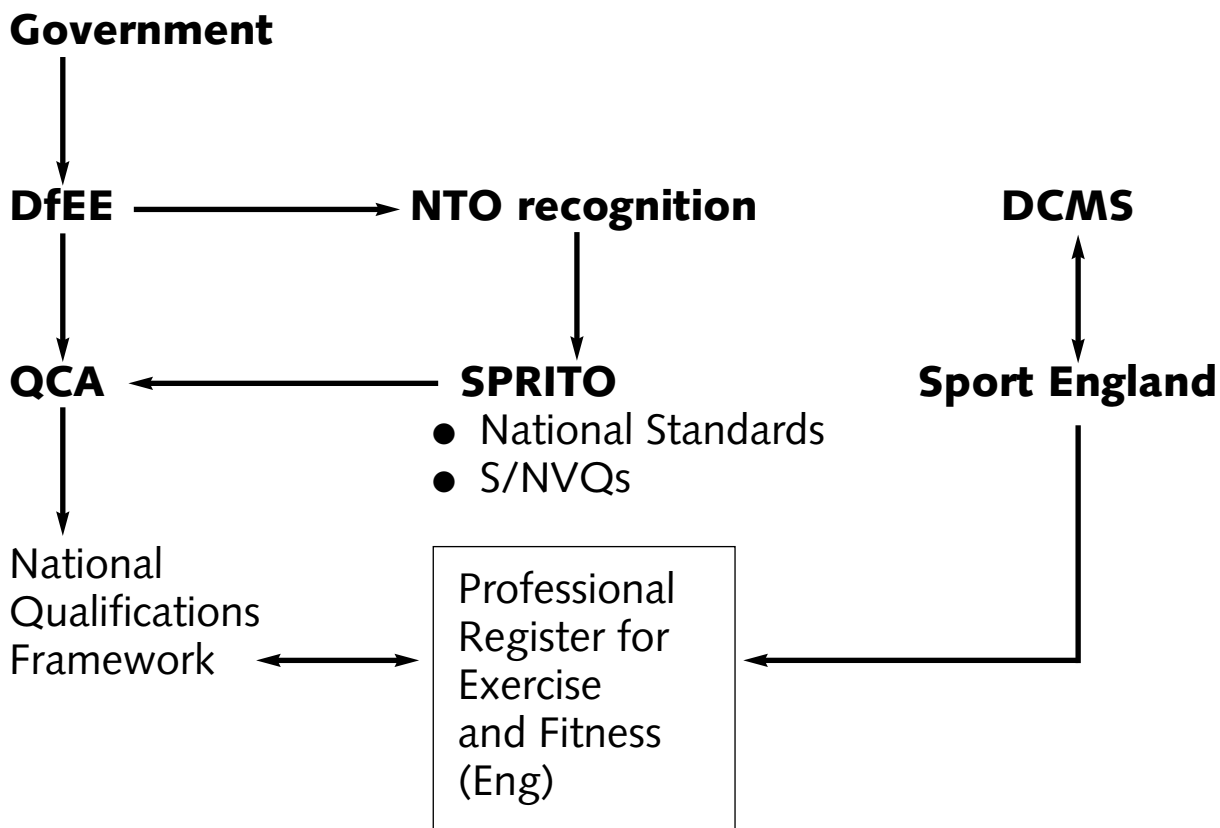 Government
DfEE
NTO recognition
DCMS
QCA
SPRITO
● National Standards
● S/NVQs
Sport England
National
Qualifications
Framework
Professional
Register for
Exercise
and Fitness
(Eng)